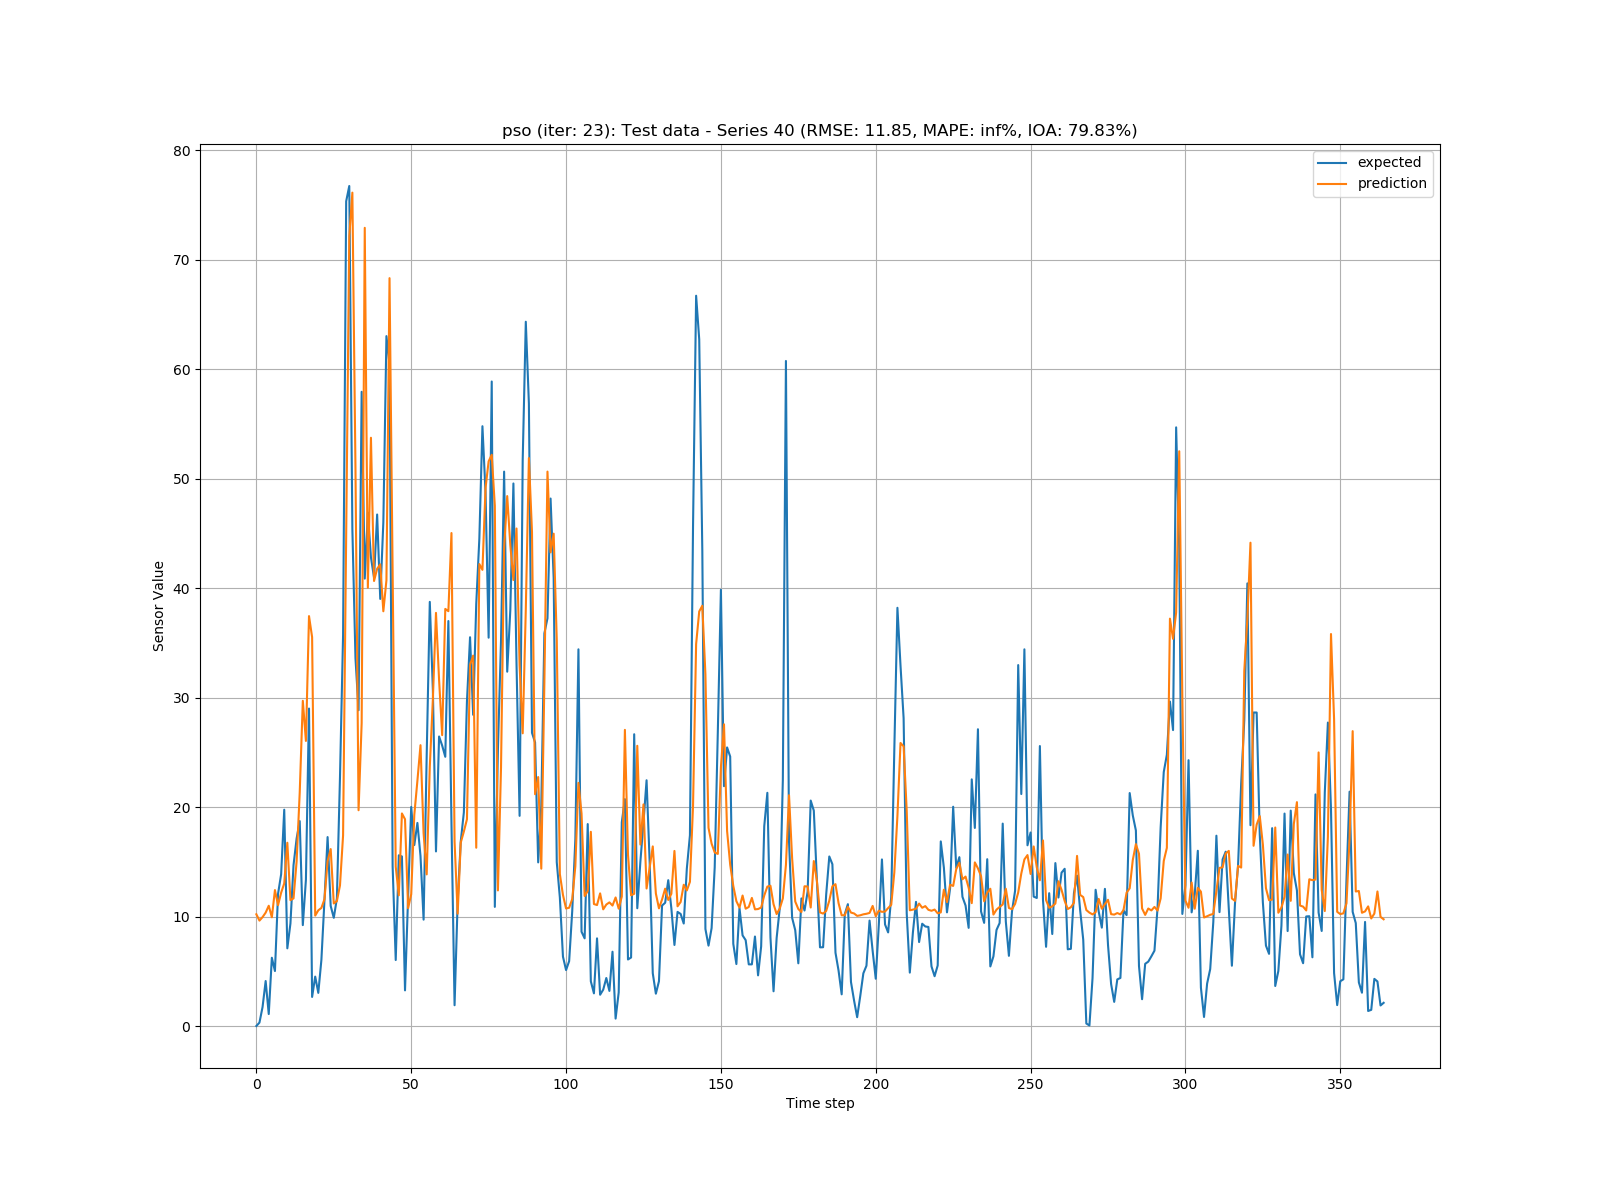 pso (iter: 23): Test data - Series 40 (RMSE: 11.85, MAPE: inf%, IOA: 79.83%)
expected
prediction
80
70
60
50
40
30
20
10
0
Sensor Value
0 50 100 150 200 250 300 350
Time step